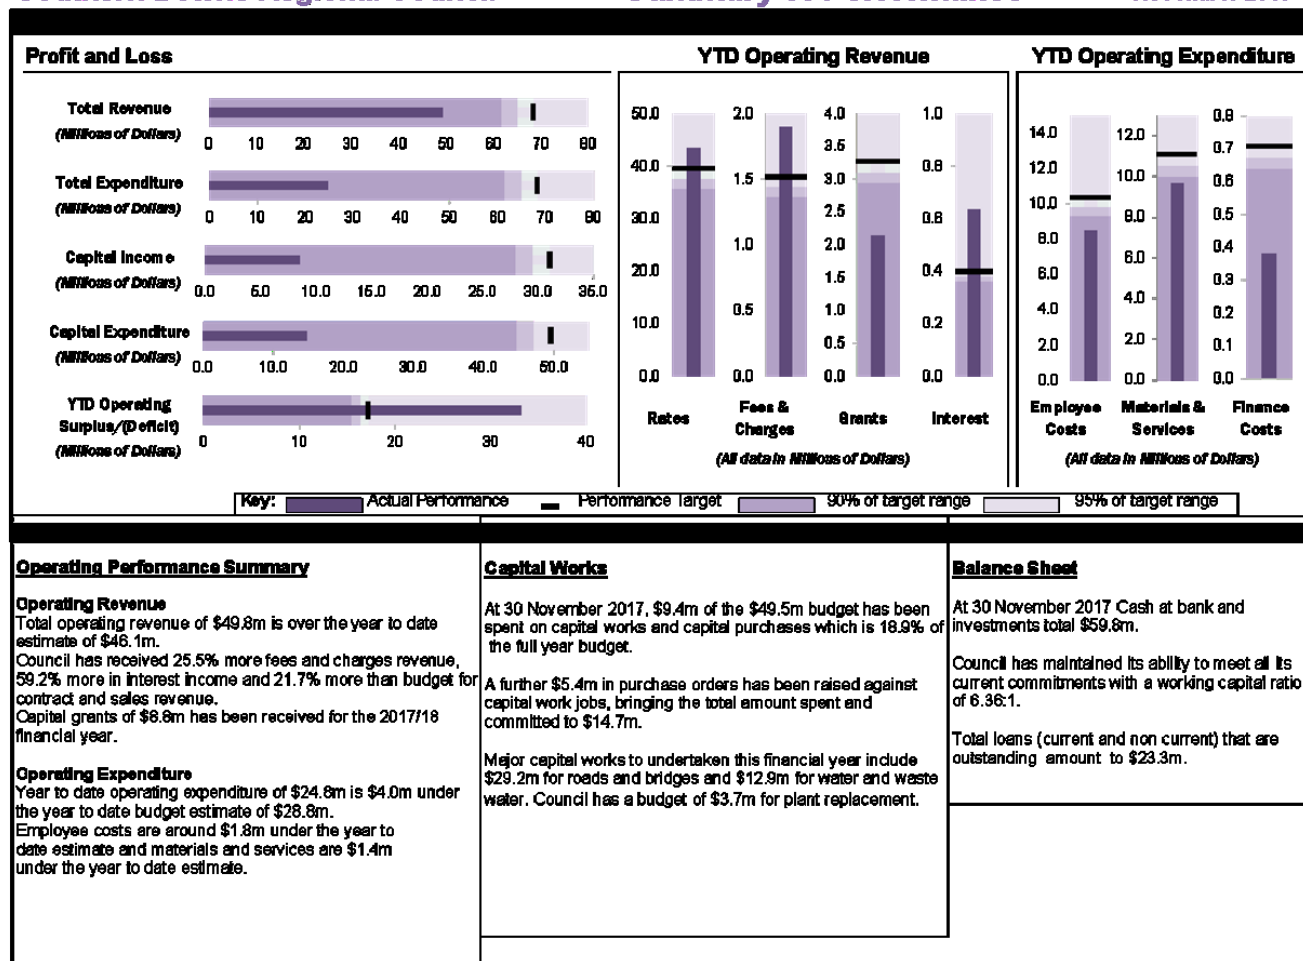 Profit and Loss
YTD Operating Revenue
YTD Operating Expenditure
Total Revenue
(Millions of Dollars)
0 10 20 30 40 50 60 70 80
Total Expenditure
(Millions of Dollars)
0 10 20 30 40 50 60 70 80
Capital Income
(Millions of Dollars)
0.0 5.0 10.0 15.0 20.0 25.0 30.0 35.0
Capital Expenditure
(Millions of Dollars)
0.0 10.0 20.0 30.0 40.0 50.0
YTD Operating
Surplus/(Deficit)
(Millions of Dollars)
0 10 20 30 40
50.0
40.0
30.0
20.0
10.0
0.0
Rates
2.0
1.5
1.0
0.5
0.0
Fees &
Charges
4.0
3.5
3.0
2.5
2.0
1.5
1.0
0.5
0.0
Grants
1.0
0.8
0.6
0.4
0.2
0.0
Interest
(All data in Millions of Dollars)
14.0
12.0
10.0
8.0
6.0
4.0
2.0
0.0
Employee
Costs
12.0
10.0
8.0
6.0
4.0
2.0
0.0
Materials &
Services
0.8
0.7
0.6
0.5
0.4
0.3
0.2
0.1
0.0
Finance
Costs
(All data in Millions of Dollars)
Key: Actual Performance Performance Target 90% of target range 95% of target range
Operating Performance Summary
Operating Revenue
Total operating revenue of $49.8m is over the year to date
estimate of $46.1m.
Council has received 25.5% more fees and charges revenue,
59.2% more in interest income and 21.7% more than budget for
contract and sales revenue.
Capital grants of $8.8m has been received for the 2017/18
financial year.
Operating Expenditure
Year to date operating expenditure of $24.8m is $4.0m under
the year to date budget estimate of $28.8m.
Employee costs are around $1.8m under the year to
date estimate and materials and services are $1.4m
under the year to date estimate.
Capital Works
At 30 November 2017, $9.4m of the $49.5m budget has been
spent on capital works and capital purchases which is 18.9% of
the full year budget.
A further $5.4m in purchase orders has been raised against
capital work jobs, bringing the total amount spent and
committed to $14.7m.
Major capital works to undertaken this financial year include
$29.2m for roads and bridges and $12.9m for water and waste
water. Council has a budget of $3.7m for plant replacement.
Balance Sheet
At 30 November 2017 Cash at bank and
investments total $59.8m.
Council has maintained its ability to meet all its
current commitments with a working capital ratio
of 6.36:1.
Total loans (current and non current) that are
outstanding amount to $23.3m.